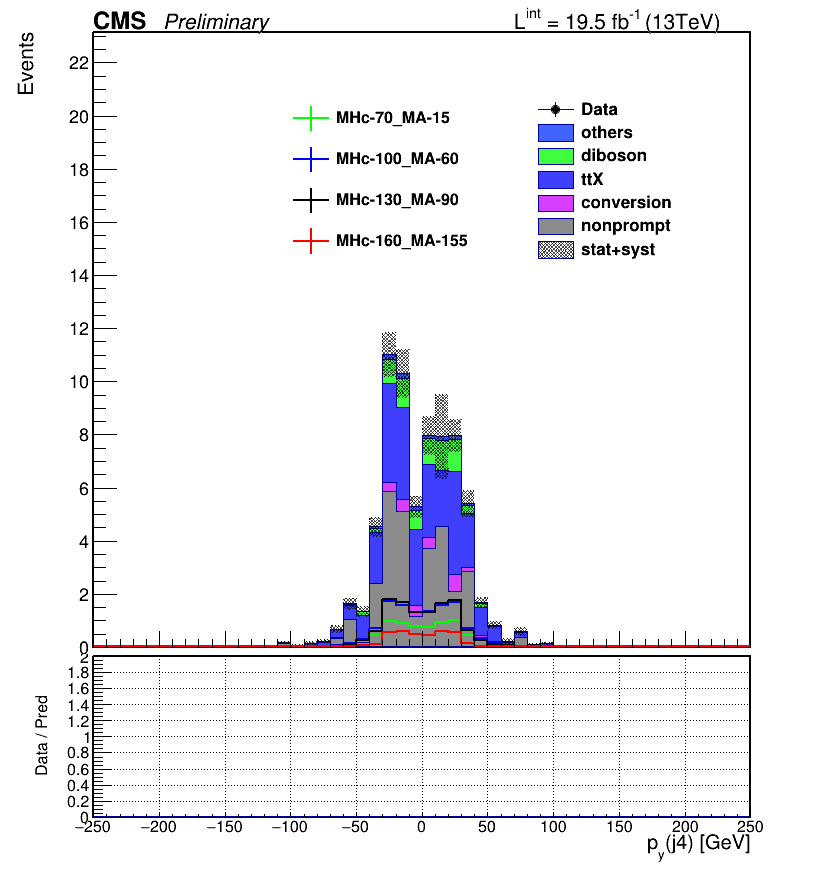 CMS Preliminary L^int = 19.5 fb^-1 (13TeV)
Events
22
20
18
16
14
12
10
8
6
4
2
0
MHc-70_MA-15
MHc-100_MA-60
MHc-130_MA-90
MHc-160_MA-155
Data
others
diboson
ttX
conversion
nonprompt
stat+syst
Data / Pred
2
1.8
1.6
1.4
1.2
1
0.8
0.6
0.4
0.2
0
−250 −200 −150 −100 −50 0 50 100 150 200 250
p_y(j4) [GeV]